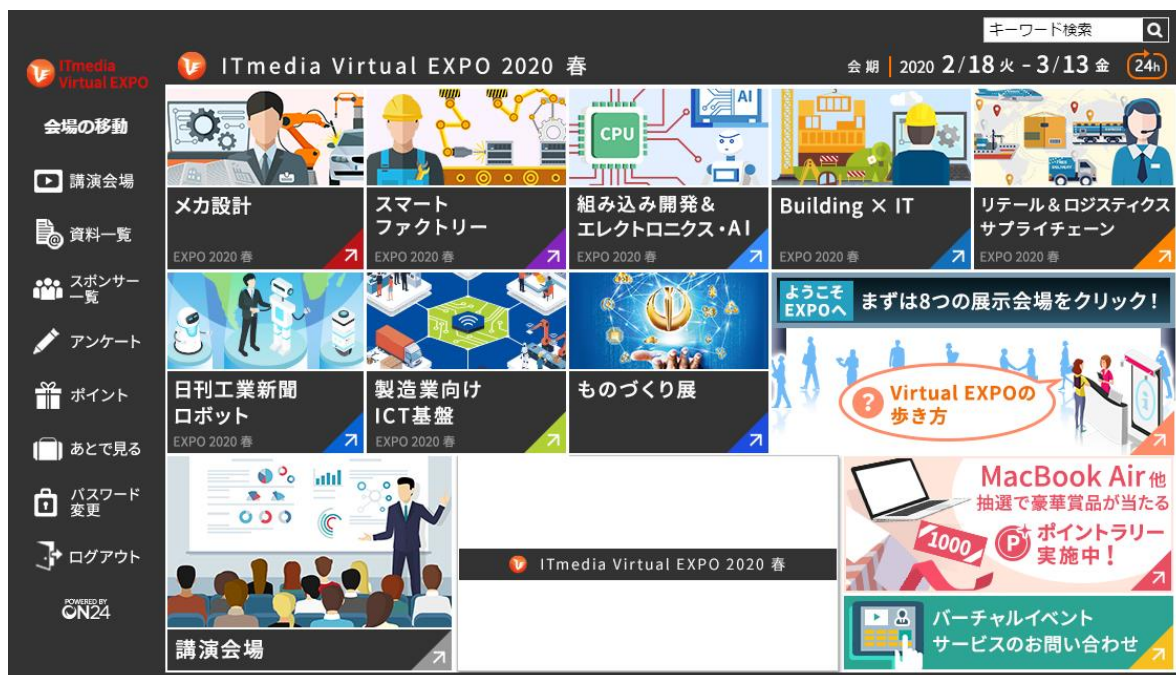 キーワード検索
ITmedia
Virtual EXPO
ITmedia Virtual EXPO 2020 春
会期 2020 2/18 火 - 3/13 金 24h
会場の移動
講演会場
資料一覧
スポンサー
一覧
アンケート
ポイント
あとで見る
パスワード
変更
ログアウト
POWERED BY
ON24
メカ設計
EXPO 2020 春
スマート
ファクトリー
EXPO 2020 春
CPU
AI
組み込み開発&
エレクトロニクス・AI
EXPO 2020 春
Building × IT
EXPO 2020 春
リテール&ロジスティクス
サプライチェーン
EXPO 2020 春
日刊工業新聞
ロボット
EXPO 2020 春
製造業向け
ICT基盤
EXPO 2020 春
ものづくり展
ようこそ
EXPOへ
まずは8つの展示会場をクリック!
? Virtual EXPOの
歩き方
講演会場
ITmedia Virtual EXPO 2020 春
MacBook Air 他
抽選で豪華賞品が当たる
1000
P ポイントラリー
実施中!
バーチャルイベント
サービスのお問い合わせ